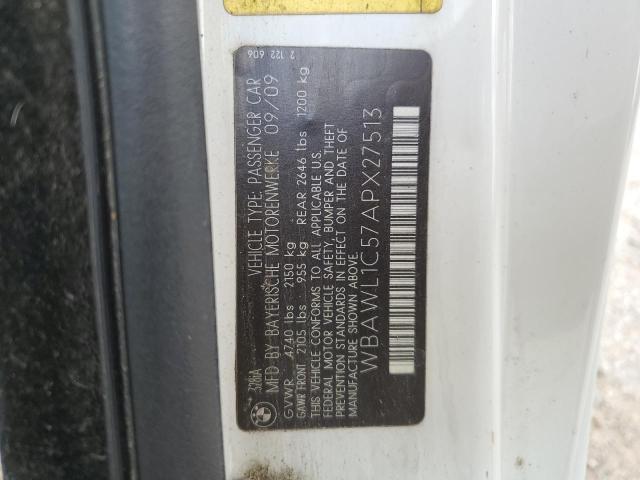 328iA VEHICLE TYPE: PASSENGER CAR
MFD BY BAYERISCHE MOTORENWERKE 09/09
GVWR 4740 lbs 2150 kg
GAWR FRONT 2105 lbs 955 kg REAR 2646 lbs 1200 kg
THIS VEHICLE CONFORMS TO ALL APPLICABLE U.S.
FEDERAL MOTOR VEHICLE SAFETY, BUMPER AND THEFT
PREVENTION STANDARDS IN EFFECT ON THE DATE OF
MANUFACTURE SHOWN ABOVE
WBAWL1C57APX27513
2 122 606